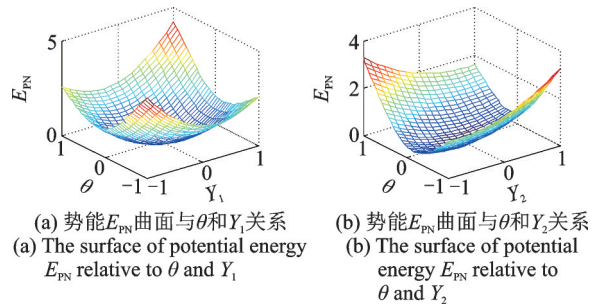 5
E_PN
0
1
0
θ
-1
-1
0
Y_1
1
4
E_PN
2
0
1
0
θ
-1
-1
0
Y_2
1
(a) 势能E_PN曲面与θ和Y_1关系
(a) The surface of potential energy
E_PN relative to θ and Y_1
(b) 势能E_PN曲面与θ和Y_2关系
(b) The surface of potential
energy E_PN relative to
θ and Y_2